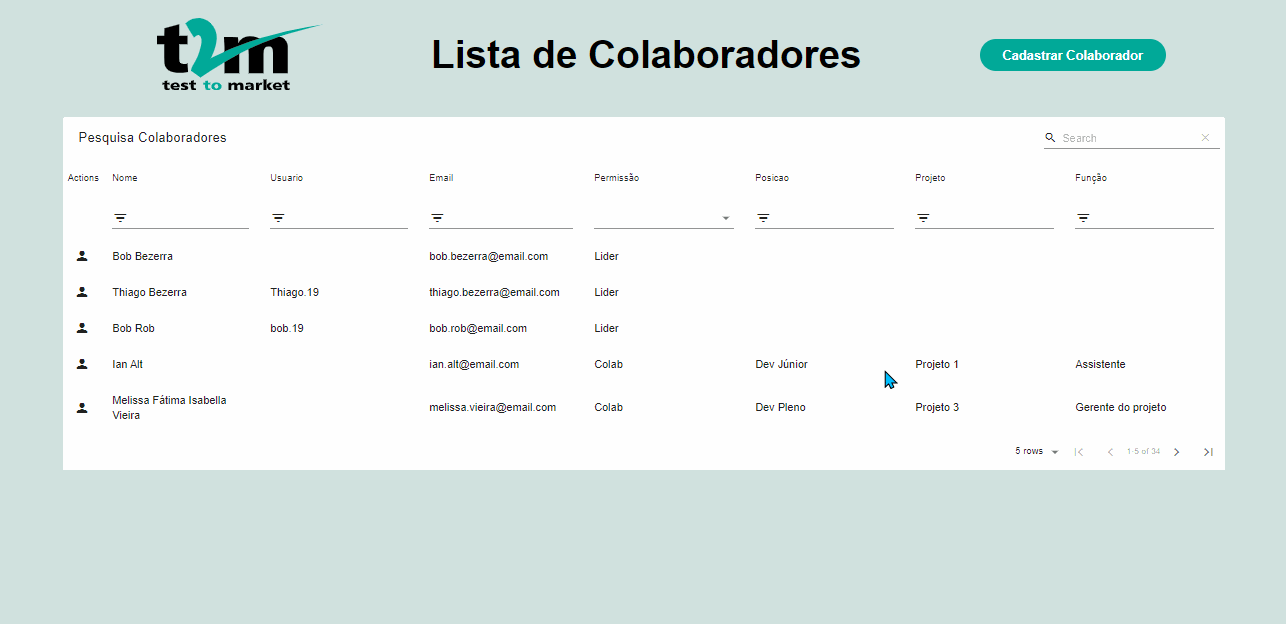 t2m
test to market
Lista de Colaboradores
Cadastrar Colaborador
Pesquisa Colaboradores
Search
Actions Nome Usuario Email Permissão Posicao Projeto Função
Bob Bezerra bob.bezerra@email.com Lider
Thiago Bezerra Thiago.19 thiago.bezerra@email.com Lider
Bob Rob bob.19 bob.rob@email.com Lider
Ian Alt ian.alt@email.com Colab Dev Júnior Projeto 1 Assistente
Melissa Fátima Isabella
Vieira
melissa.vieira@email.com Colab Dev Pleno Projeto 3 Gerente do projeto
5 rows 1-5 of 34